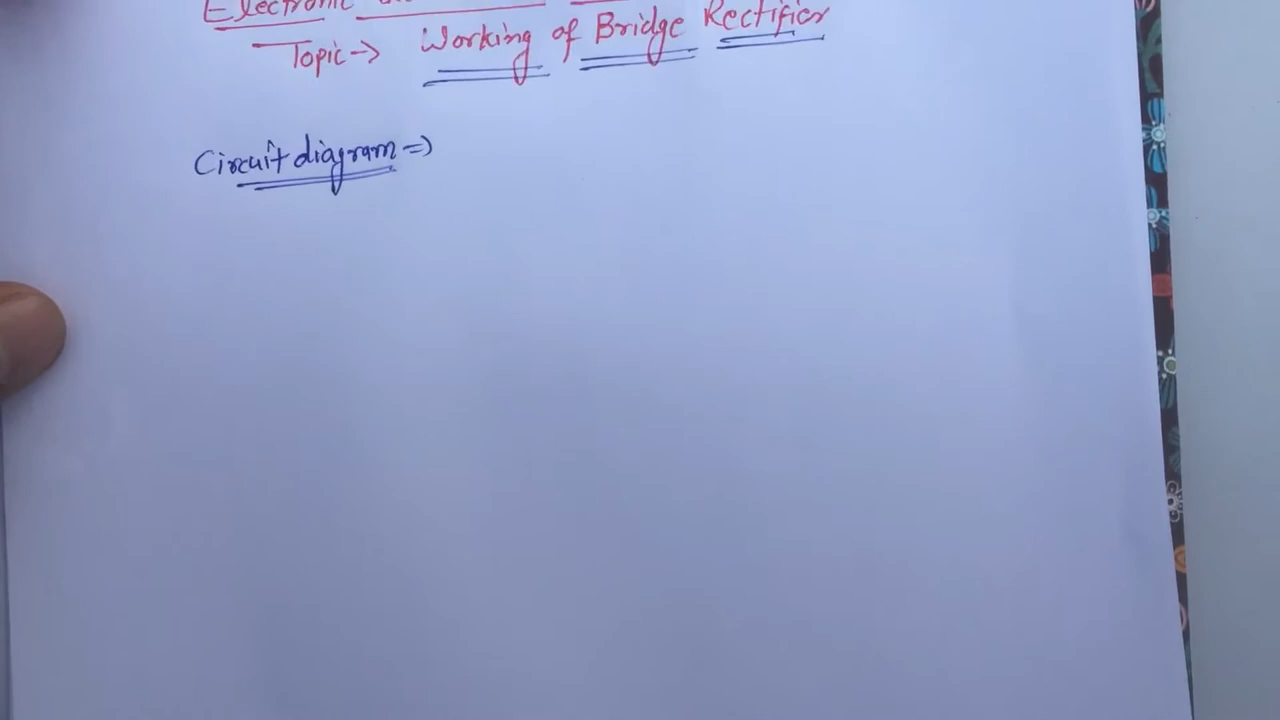 Electronic
Topic-> Working of Bridge Rectifier
Circuit diagram =>